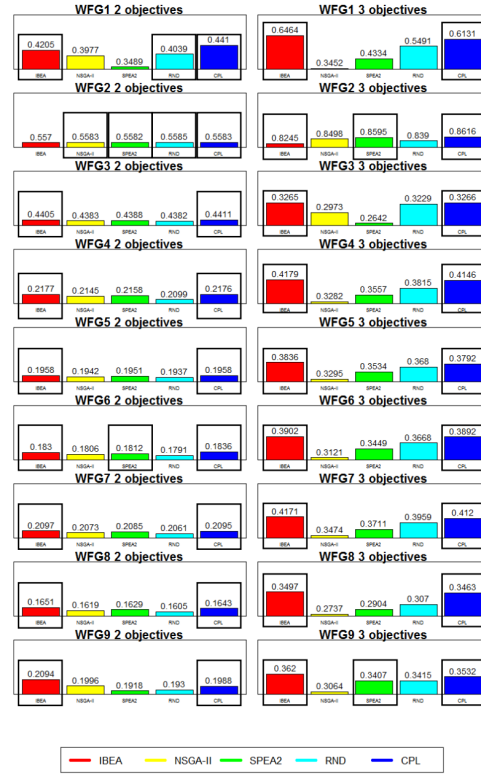 WFG1 2 objectives
0.4205 0.3977 0.3489 0.4039 0.441
IBEA NSGA-II SPEA2 RND CPL
WFG2 2 objectives
0.557 0.5583 0.5582 0.5585 0.5583
IBEA NSGA-II SPEA2 RND CPL
WFG3 2 objectives
0.4405 0.4383 0.4388 0.4382 0.4411
IBEA NSGA-II SPEA2 RND CPL
WFG4 2 objectives
0.2177 0.2145 0.2158 0.2099 0.2176
IBEA NSGA-II SPEA2 RND CPL
WFG5 2 objectives
0.1958 0.1942 0.1951 0.1937 0.1958
IBEA NSGA-II SPEA2 RND CPL
WFG6 2 objectives
0.183 0.1806 0.1812 0.1791 0.1836
IBEA NSGA-II SPEA2 RND CPL
WFG7 2 objectives
0.2097 0.2073 0.2085 0.2061 0.2095
IBEA NSGA-II SPEA2 RND CPL
WFG8 2 objectives
0.1651 0.1619 0.1629 0.1605 0.1643
IBEA NSGA-II SPEA2 RND CPL
WFG9 2 objectives
0.2094 0.1996 0.1918 0.193 0.1988
IBEA NSGA-II SPEA2 RND CPL
WFG1 3 objectives
0.6464 0.3452 0.4334 0.5491 0.6131
IBEA NSGA-II SPEA2 RND CPL
WFG2 3 objectives
0.8245 0.8498 0.8595 0.839 0.8616
IBEA NSGA-II SPEA2 RND CPL
WFG3 3 objectives
0.3265 0.2973 0.2642 0.3229 0.3266
IBEA NSGA-II SPEA2 RND CPL
WFG4 3 objectives
0.4179 0.3282 0.3557 0.3815 0.4146
IBEA NSGA-II SPEA2 RND CPL
WFG5 3 objectives
0.3836 0.3295 0.3534 0.368 0.3792
IBEA NSGA-II SPEA2 RND CPL
WFG6 3 objectives
0.3902 0.3121 0.3449 0.3668 0.3892
IBEA NSGA-II SPEA2 RND CPL
WFG7 3 objectives
0.4171 0.3474 0.3711 0.3959 0.412
IBEA NSGA-II SPEA2 RND CPL
WFG8 3 objectives
0.3497 0.2737 0.2904 0.307 0.3463
IBEA NSGA-II SPEA2 RND CPL
WFG9 3 objectives
0.362 0.3064 0.3407 0.3415 0.3532
IBEA NSGA-II SPEA2 RND CPL
IBEA NSGA-II SPEA2 RND CPL